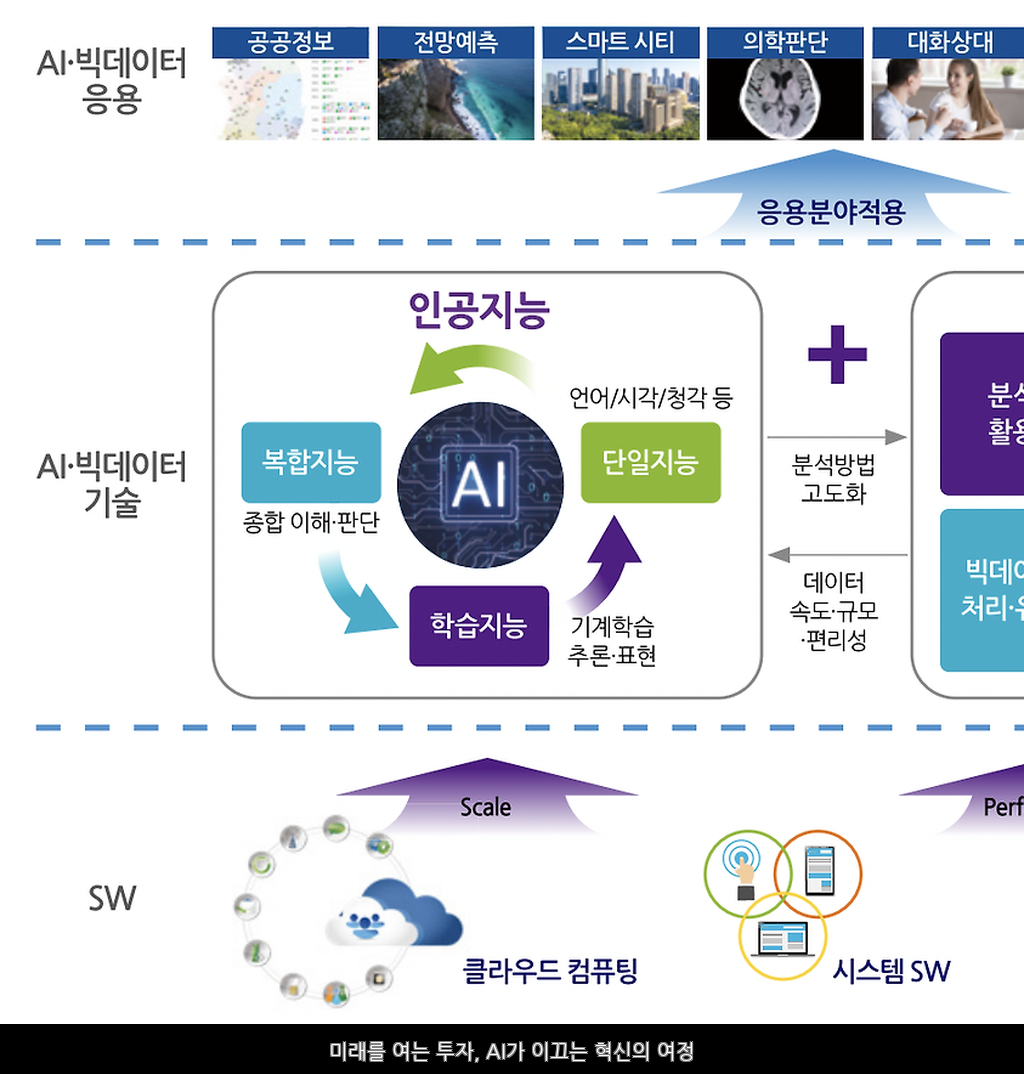 AI·빅데이터
응용
공공정보
전망예측
스마트 시티
의학판단
대화상대
응용분야적용
AI·빅데이터
기술
인공지능
언어/시각/청각 등
복합지능
종합 이해·판단
AI
단일지능
학습지능
기계학습
추론·표현
분석방법
고도화
데이터
속도·규모
·편리성
분석
활용
빅데이
처리·
SW
Scale
Perf
클라우드 컴퓨팅
시스템 SW
미래를 여는 투자, AI가 이끄는 혁신의 여정